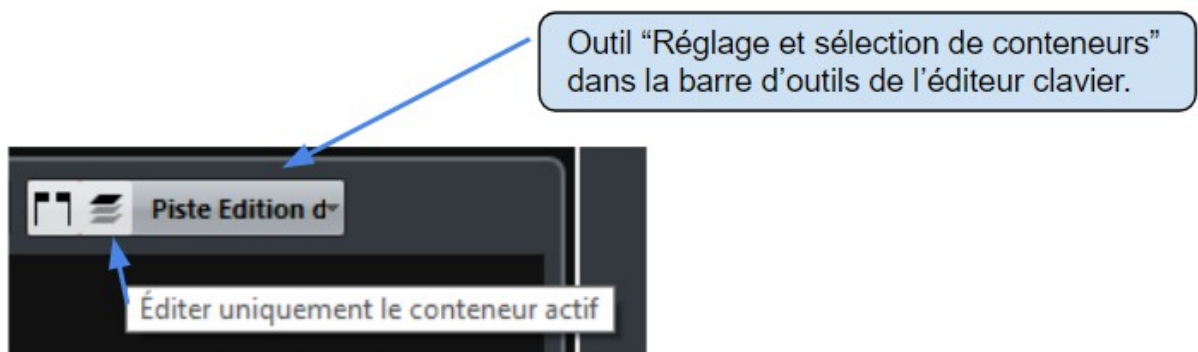 Outil “Réglage et sélection de conteneurs”
dans la barre d’outils de l’éditeur clavier.
Piste Edition d
Éditer uniquement le conteneur actif